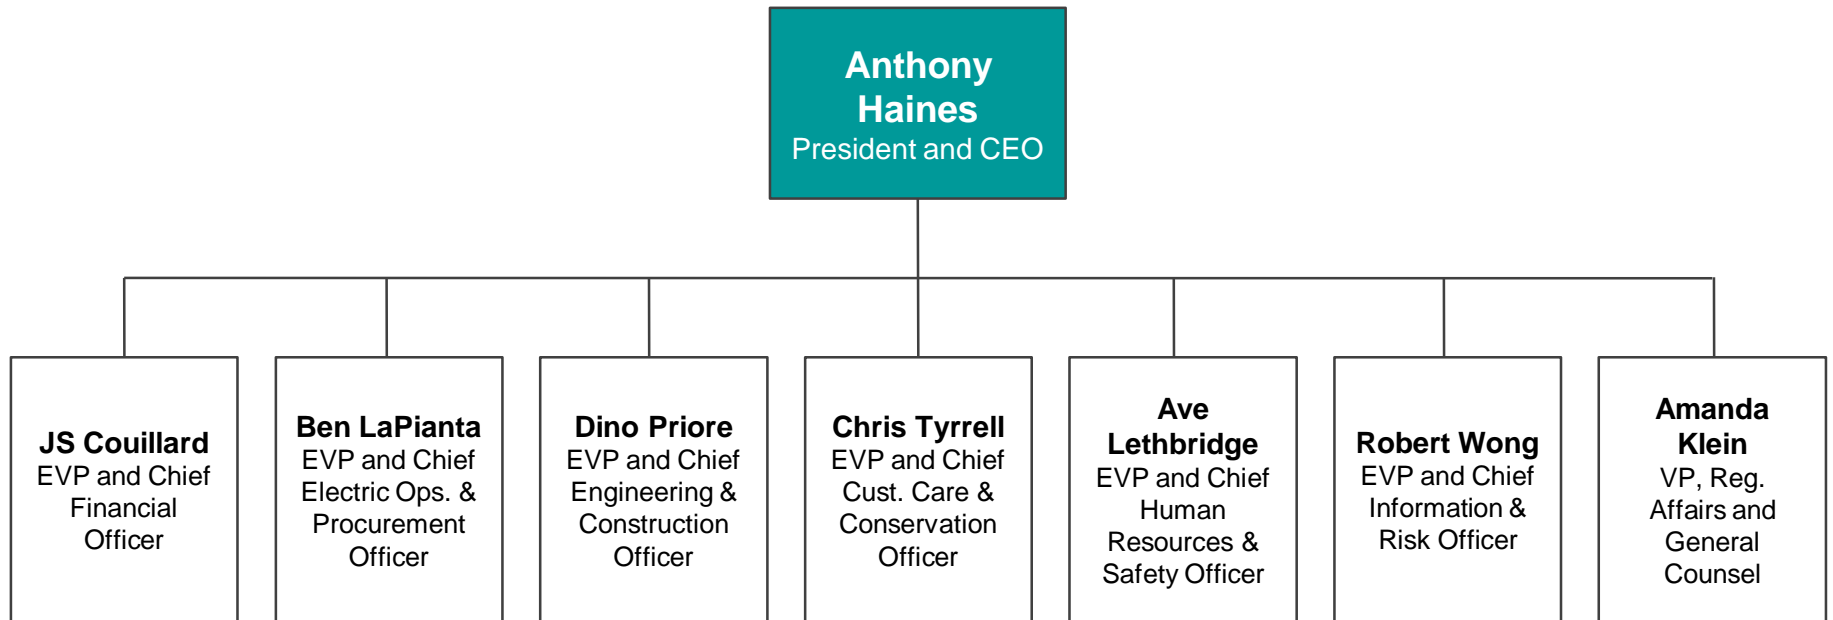 Anthony
Haines
President and CEO
JS Couillard
EVP and Chief
Financial
Officer
Ben LaPianta
EVP and Chief
Electric Ops. &
Procurement
Officer
Dino Priore
EVP and Chief
Engineering &
Construction
Officer
Chris Tyrrell
EVP and Chief
Cust. Care &
Conservation
Officer
Ave
Lethbridge
EVP and Chief
Human
Resources &
Safety Officer
Robert Wong
EVP and Chief
Information &
Risk Officer
Amanda
Klein
VP, Reg.
Affairs and
General
Counsel